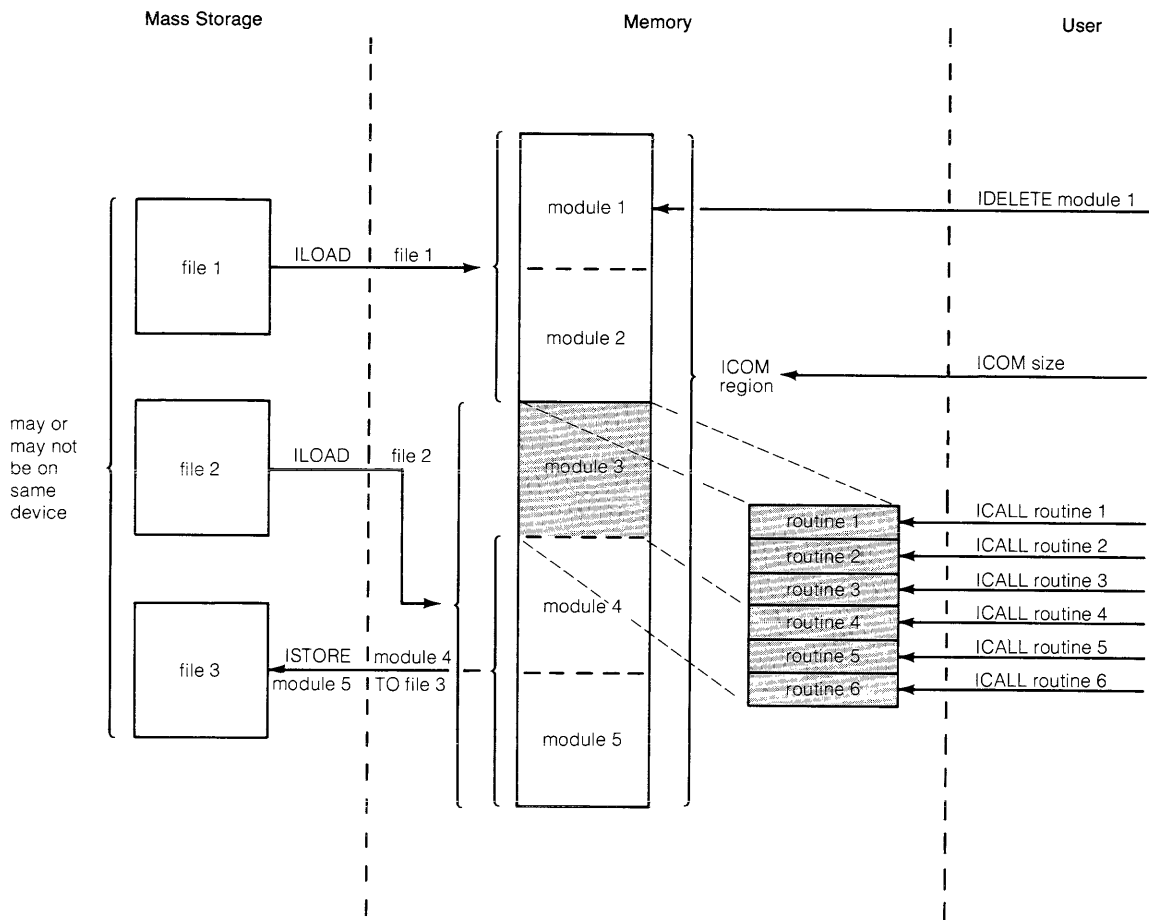 Mass Storage
Memory
User
module 1
IDELETE module 1
file 1
ILOAD file 1
module 2
ICOM
region
ICOM size
may or
may not
be on
same
device
file 2
ILOAD file 2
module 3
routine 1
ICALL routine 1
routine 2
ICALL routine 2
routine 3
ICALL routine 3
routine 4
ICALL routine 4
routine 5
ICALL routine 5
routine 6
ICALL routine 6
module 4
file 3
ISTORE module 4
module 5 TO file 3
module 5